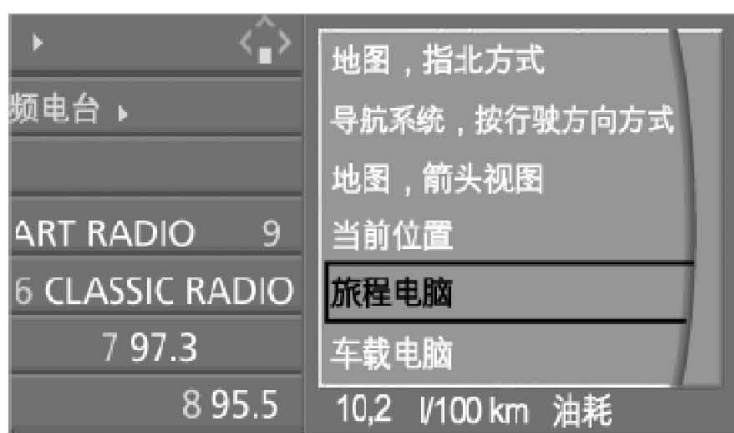 频电台
ART RADIO 9
6 CLASSIC RADIO
7 97.3
8 95.5
地图，指北方式
导航系统，按行驶方向方式
地图，箭头视图
当前位置
旅程电脑
车载电脑
10,2 l/100 km 油耗